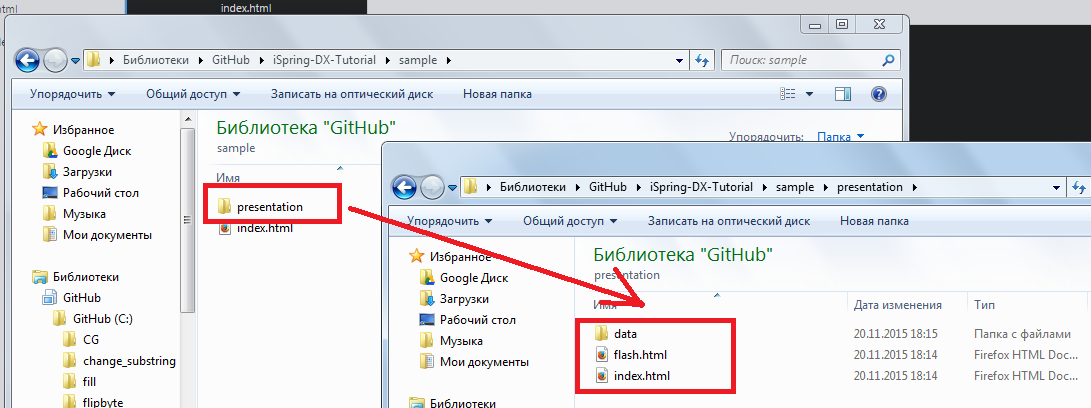 html
index.html
Библиотеки GitHub iSpring-DX-Tutorial sample
Поиск: sample
Упорядочить Общий доступ Записать на оптический диск Новая папка
Избранное
Google Диск
Загрузки
Рабочий стол
Музыка
Мои документы
Библиотеки
GitHub
GitHub (C:)
CG
change_substring
fill
flipbyte
Библиотека "GitHub"
sample
Упорядочить: Папка
Имя
presentation
index.html
Библиотеки GitHub iSpring-DX-Tutorial sample presentation
Упорядочить Общий доступ Записать на оптический диск Новая папка
Избранное
Google Диск
Загрузки
Рабочий стол
Музыка
Мои документы
Библиотеки
Библиотека "GitHub"
presentation
Имя Дата изменения Тип
data 20.11.2015 18:15 Папка с файлами
flash.html 20.11.2015 18:14 Firefox HTML Doc...
index.html 20.11.2015 18:14 Firefox HTML Doc...